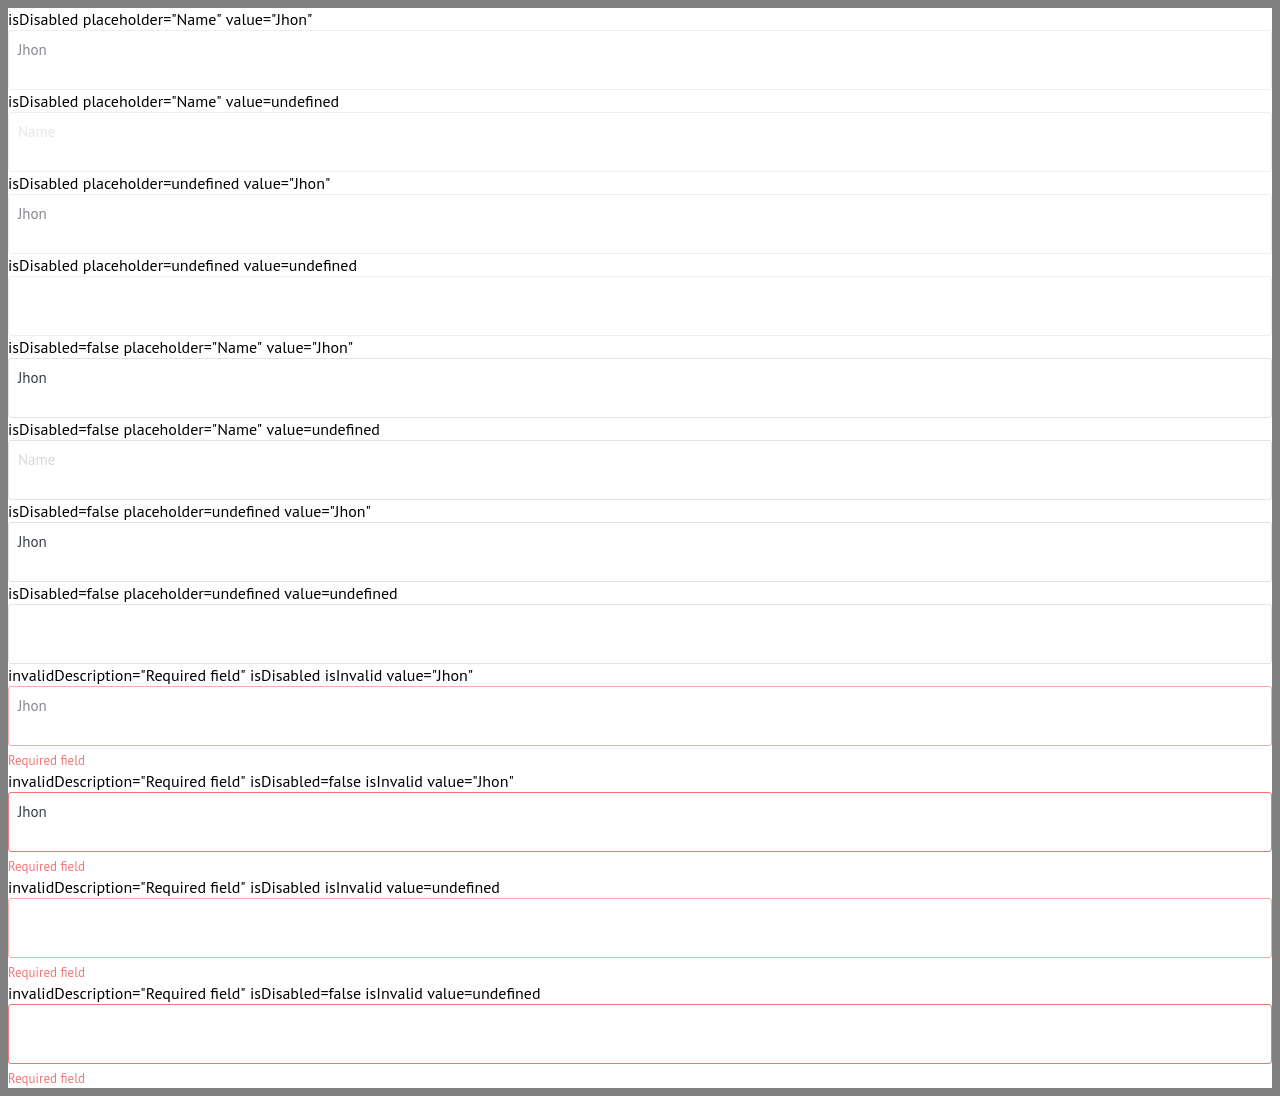 isDisabled placeholder="Name" value="Jhon"
Jhon
isDisabled placeholder="Name" value=undefined
Name
isDisabled placeholder=undefined value="Jhon"
Jhon
isDisabled placeholder=undefined value=undefined
isDisabled=false placeholder="Name" value="Jhon"
Jhon
isDisabled=false placeholder="Name" value=undefined
Name
isDisabled=false placeholder=undefined value="Jhon"
Jhon
isDisabled=false placeholder=undefined value=undefined
invalidDescription="Required field" isDisabled isInvalid value="Jhon"
Jhon
Required field
invalidDescription="Required field" isDisabled=false isInvalid value="Jhon"
Jhon
Required field
invalidDescription="Required field" isDisabled isInvalid value=undefined
Required field
invalidDescription="Required field" isDisabled=false isInvalid value=undefined
Required field